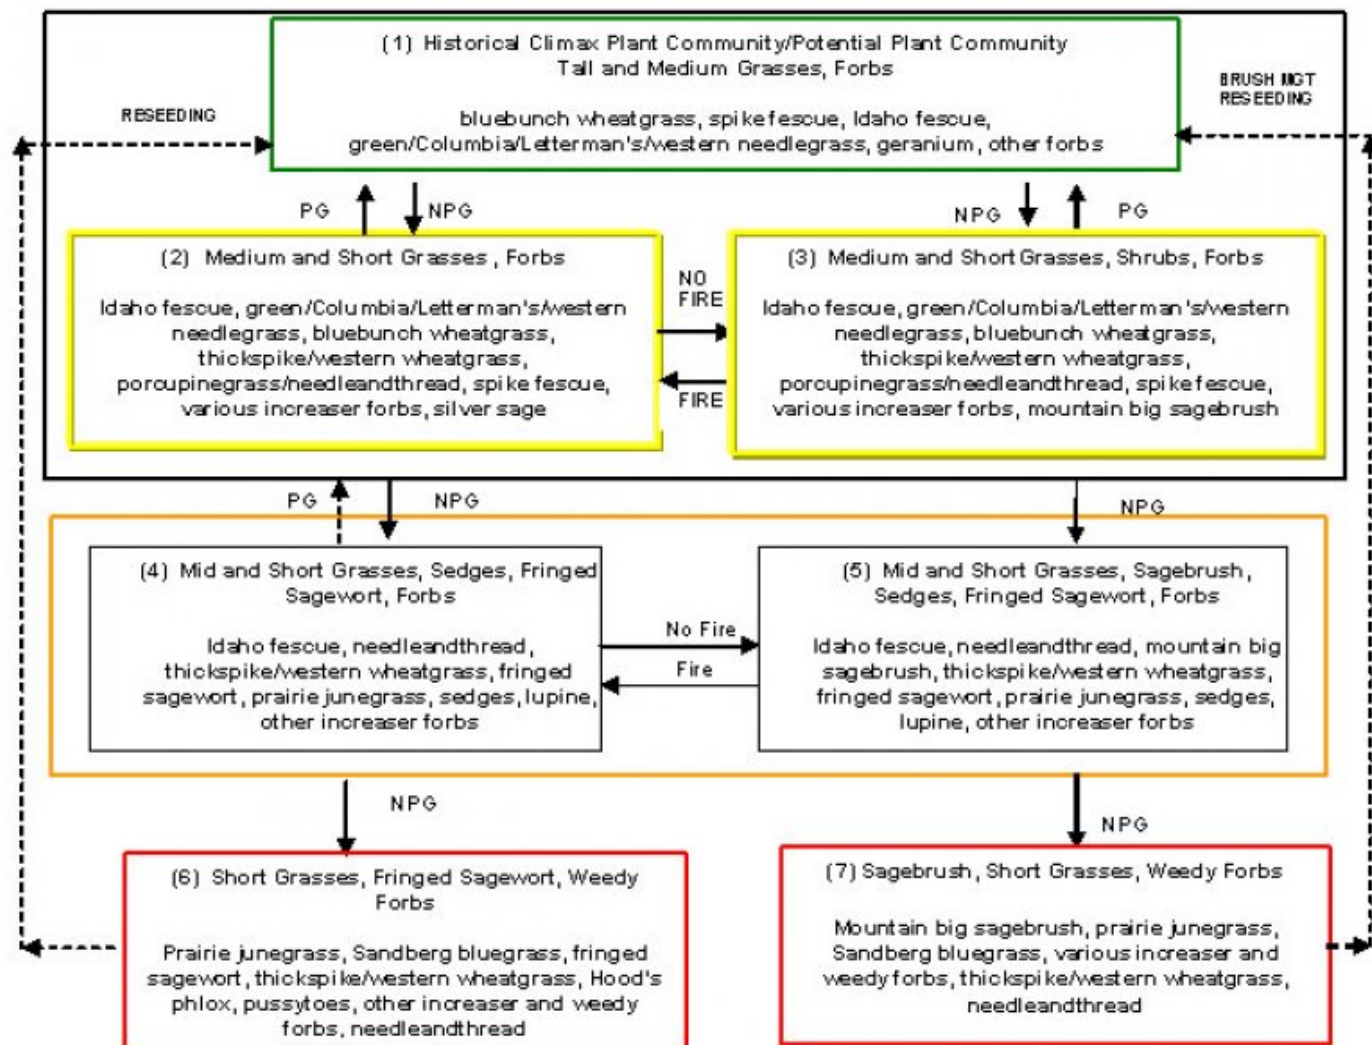 (1) Historical Climax Plant Community/Potential Plant Community
Tall and Medium Grasses, Forbs
bluebunch wheatgrass, spike fescue, Idaho fescue,
green/Columbia/Letterman's/western needlegrass, geranium, other forbs
RESEEDING
BRUSH MGT
RESEEDING
PG
NPG
NPG
PG
(2) Medium and Short Grasses , Forbs
Idaho fescue, green/Columbia/Letterman's/western
needlegrass, bluebunch wheatgrass,
thickspike/western wheatgrass,
porcupinegrass/needleandthread, spike fescue,
various increaser forbs, silver sage
NO
FIRE
FIRE
(3) Medium and Short Grasses, Shrubs, Forbs
Idaho fescue, green/Columbia/Letterman's/western
needlegrass, bluebunch wheatgrass,
thickspike/western wheatgrass,
porcupinegrass/needleandthread, spike fescue,
various increaser forbs, mountain big sagebrush
PG
NPG
NPG
(4) Mid and Short Grasses, Sedges, Fringed
Sagewort, Forbs
Idaho fescue, needleandthread,
thickspike/western wheatgrass, fringed
sagewort, prairie junegrass, sedges, lupine,
other increaser forbs
No Fire
Fire
(5) Mid and Short Grasses, Sagebrush,
Sedges, Fringed Sagewort, Forbs
Idaho fescue, needleandthread, mountain big
sagebrush, thickspike/western wheatgrass,
fringed sagewort, prairie junegrass, sedges,
lupine, other increaser forbs
NPG
NPG
(6) Short Grasses, Fringed Sagewort, Weedy
Forbs
Prairie junegrass, Sandberg bluegrass, fringed
sagewort, thickspike/western wheatgrass, Hood's
phlox, pussytoes, other increaser and weedy
forbs, needleandthread
(7) Sagebrush, Short Grasses, Weedy Forbs
Mountain big sagebrush, prairie junegrass,
Sandberg bluegrass, various increaser and
weedy forbs, thickspike/western wheatgrass,
needleandthread